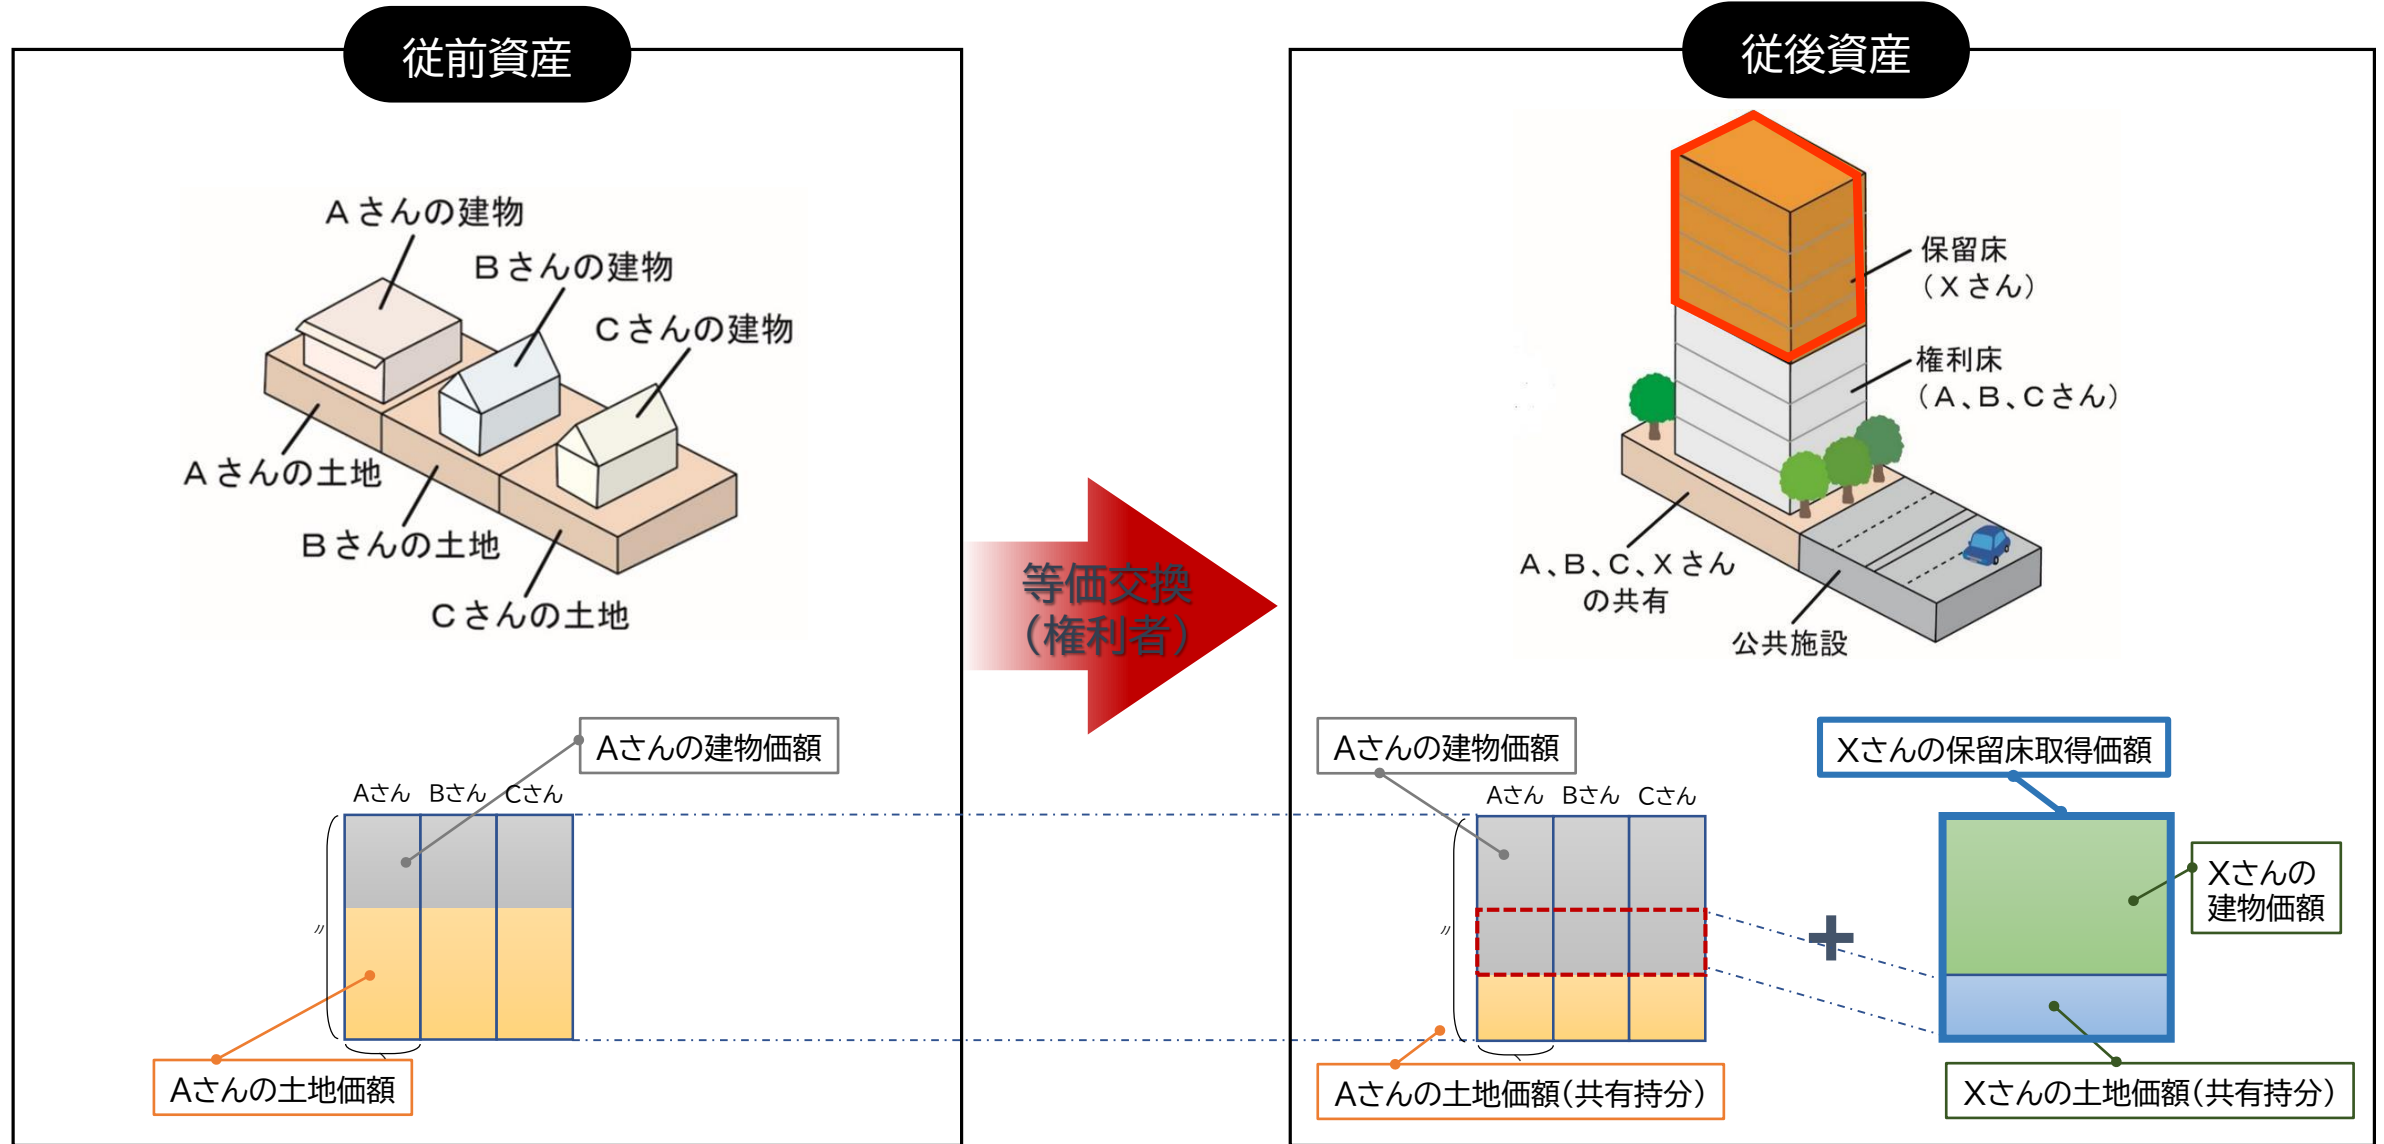 従前資産
Aさんの建物
Bさんの建物
Cさんの建物
Aさんの土地
Bさんの土地
Cさんの土地
Aさんの建物価額
Aさん Bさん Cさん
〃
Aさんの土地価額
等価交換
（権利者）
従後資産
保留床
（Xさん）
権利床
（A、B、Cさん）
A、B、C、Xさん
の共有
公共施設
Aさんの建物価額
Xさんの保留床取得価額
Aさん Bさん Cさん
〃
+
Xさんの
建物価額
Aさんの土地価額（共有持分）
Xさんの土地価額（共有持分）